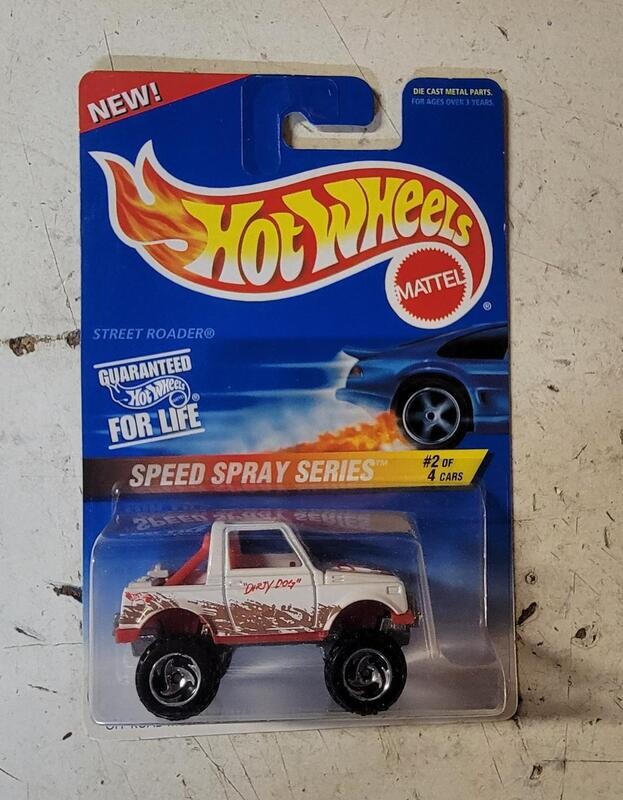 NEW!
DIE CAST METAL PARTS.
FOR AGES OVER 3 YEARS.
HOT WHEELS
MATTEL
®
STREET ROADER®
GUARANTEED
Hot Wheels®
FOR LIFE
SPEED SPRAY SERIES™
#2 OF
4 CARS
"DIRTY DOG"